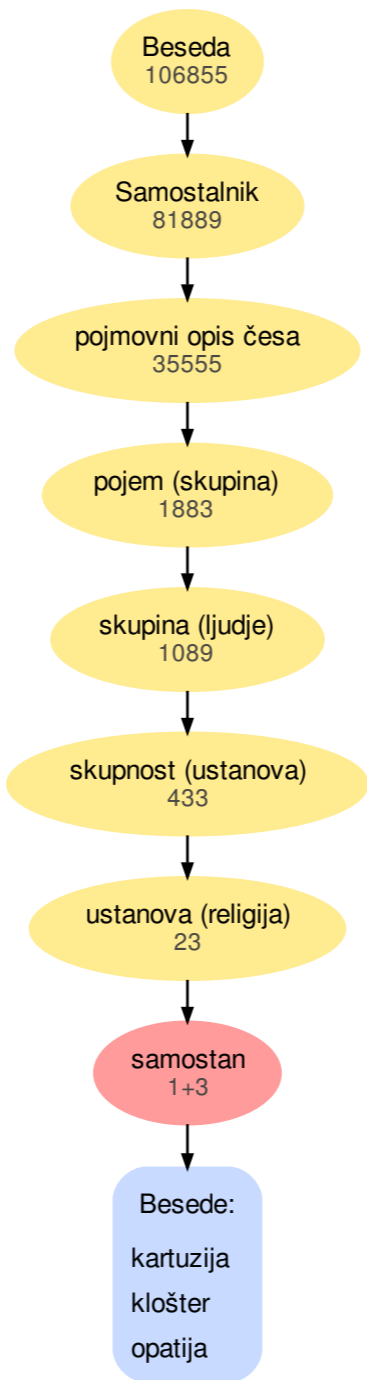 Beseda
106855
Samostalnik
81889
pojmovni opis česa
35555
pojem (skupina)
1883
skupina (ljudje)
1089
skupnost (ustanova)
433
ustanova (religija)
23
samostan
1+3
Besede:
kartuzija
klošter
opatija